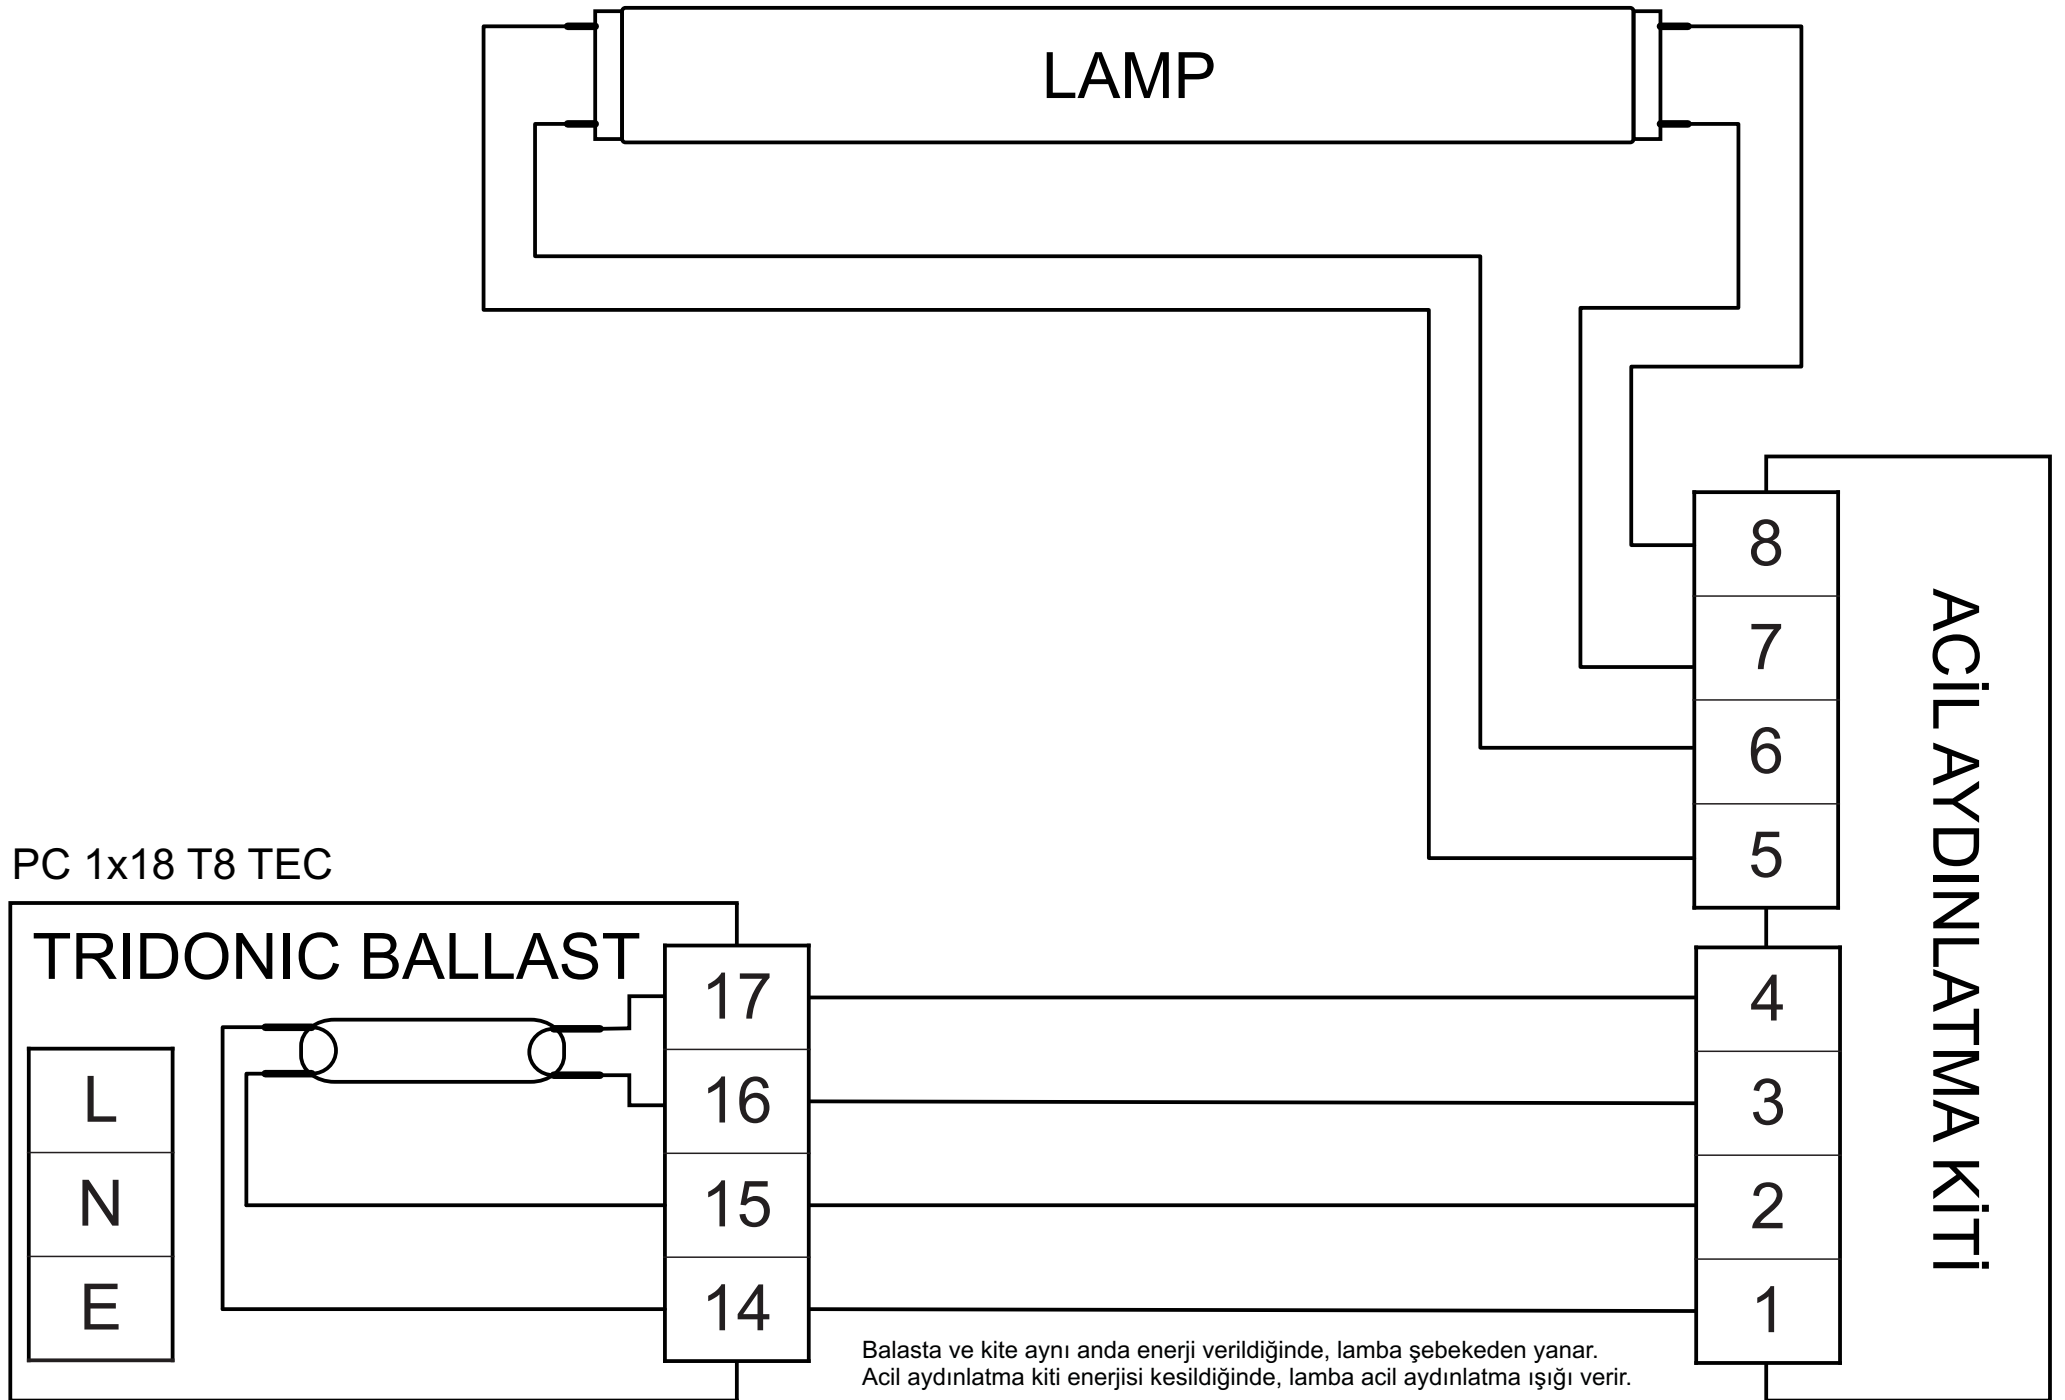 LAMP
8
7
6
5
ACİL AYDINLATMA KİTİ
PC 1x18 T8 TEC
TRIDONIC BALLAST
L
N
E
17
16
15
14
4
3
2
1
Balasta ve kite aynı anda enerji verildiğinde, lamba şebekeden yanar.
Acil aydınlatma kiti enerjisi kesildiğinde, lamba acil aydınlatma ışığı verir.